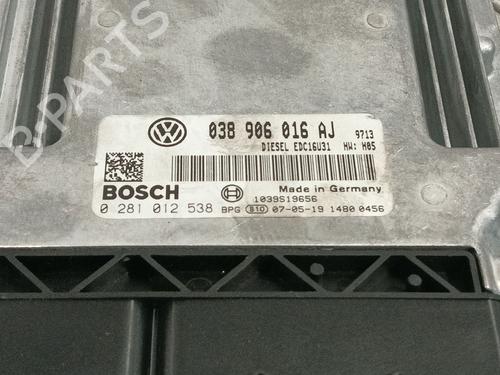 B-PARTS
038 906 016 AJ 9713
DIESEL EDC16U31 HW: H05
BOSCH
Made in Germany
1039S19656
0 281 012 538 BPG 810 07-05-19 1480 0456